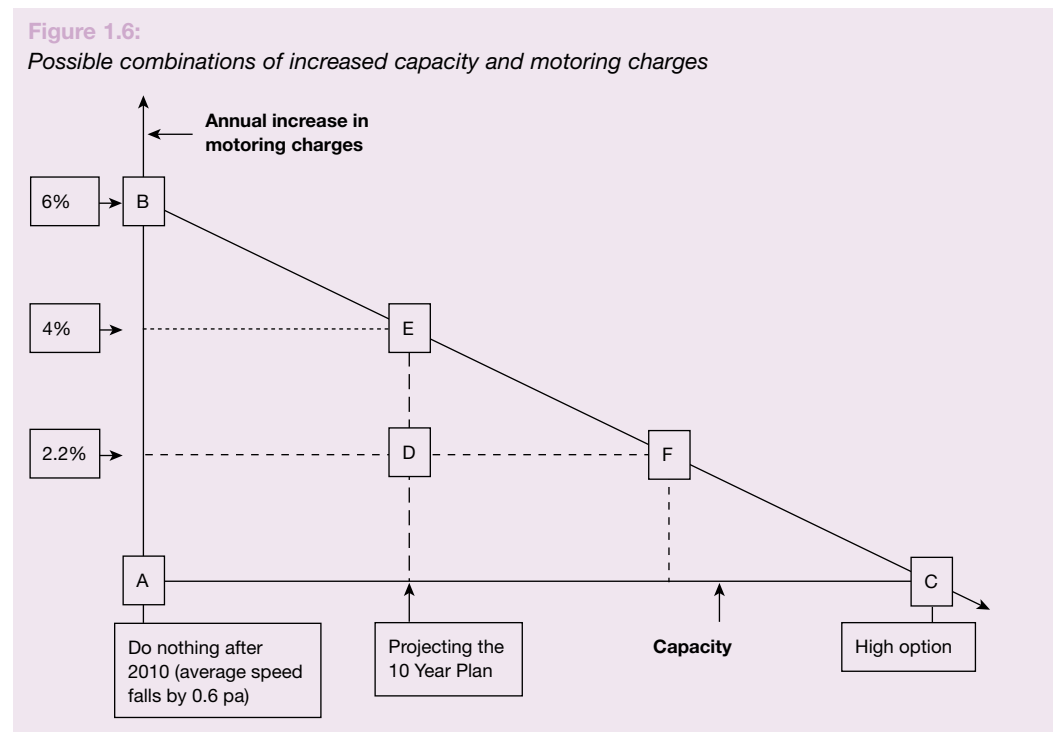 Figure 1.6:
Possible combinations of increased capacity and motoring charges
Annual increase in
motoring charges
6%
B
4%
E
2.2%
D
F
A
C
Do nothing after
2010 (average speed
falls by 0.6 pa)
Projecting the
10 Year Plan
Capacity
High option